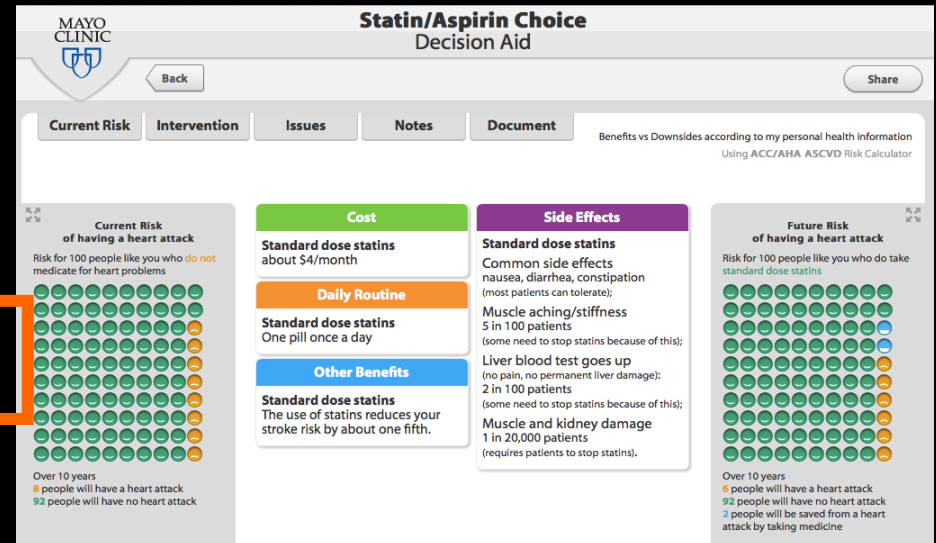 MAYO
CLINIC
Statin/Aspirin Choice
Decision Aid
Back
Share
Current Risk
Intervention
Issues
Notes
Document
Benefits vs Downsides according to my personal health information
Using ACC/AHA ASCVD Risk Calculator
Current Risk
of having a heart attack
Risk for 100 people like you who do not
medicate for heart problems
Over 10 years
8 people will have a heart attack
92 people will have no heart attack
Cost
Standard dose statins
about $4/month
Daily Routine
Standard dose statins
One pill once a day
Other Benefits
Standard dose statins
The use of statins reduces your
stroke risk by about one fifth.
Side Effects
Standard dose statins
Common side effects
nausea, diarrhea, constipation
(most patients can tolerate);
Muscle aching/stiffness
5 in 100 patients
(some need to stop statins because of this);
Liver blood test goes up
(no pain, no permanent liver damage):
2 in 100 patients
(some need to stop statins because of this);
Muscle and kidney damage
1 in 20,000 patients
(requires patients to stop statins).
Future Risk
of having a heart attack
Risk for 100 people like you who do take
standard dose statins
Over 10 years
6 people will have a heart attack
92 people will have no heart attack
2 people will be saved from a heart
attack by taking medicine